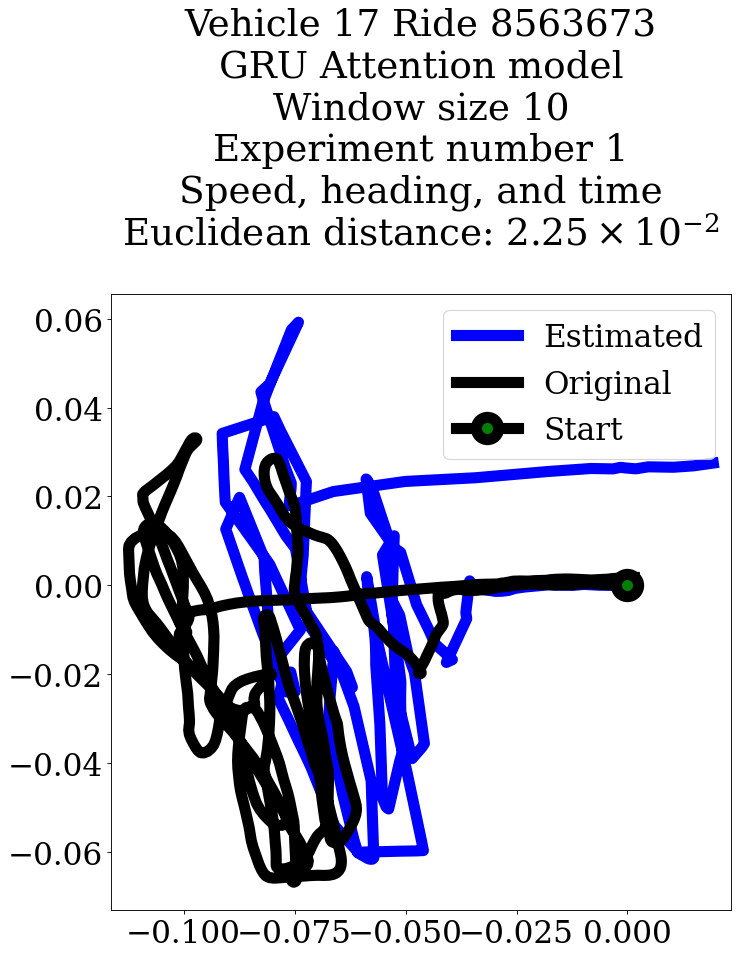 Vehicle 17 Ride 8563673
GRU Attention model
Window size 10
Experiment number 1
Speed, heading, and time
Euclidean distance: 2.25 × 10⁻²
Estimated
Original
Start
0.06
0.04
0.02
0.00
−0.02
−0.04
−0.06
−0.100 −0.075 −0.050 −0.025 0.000